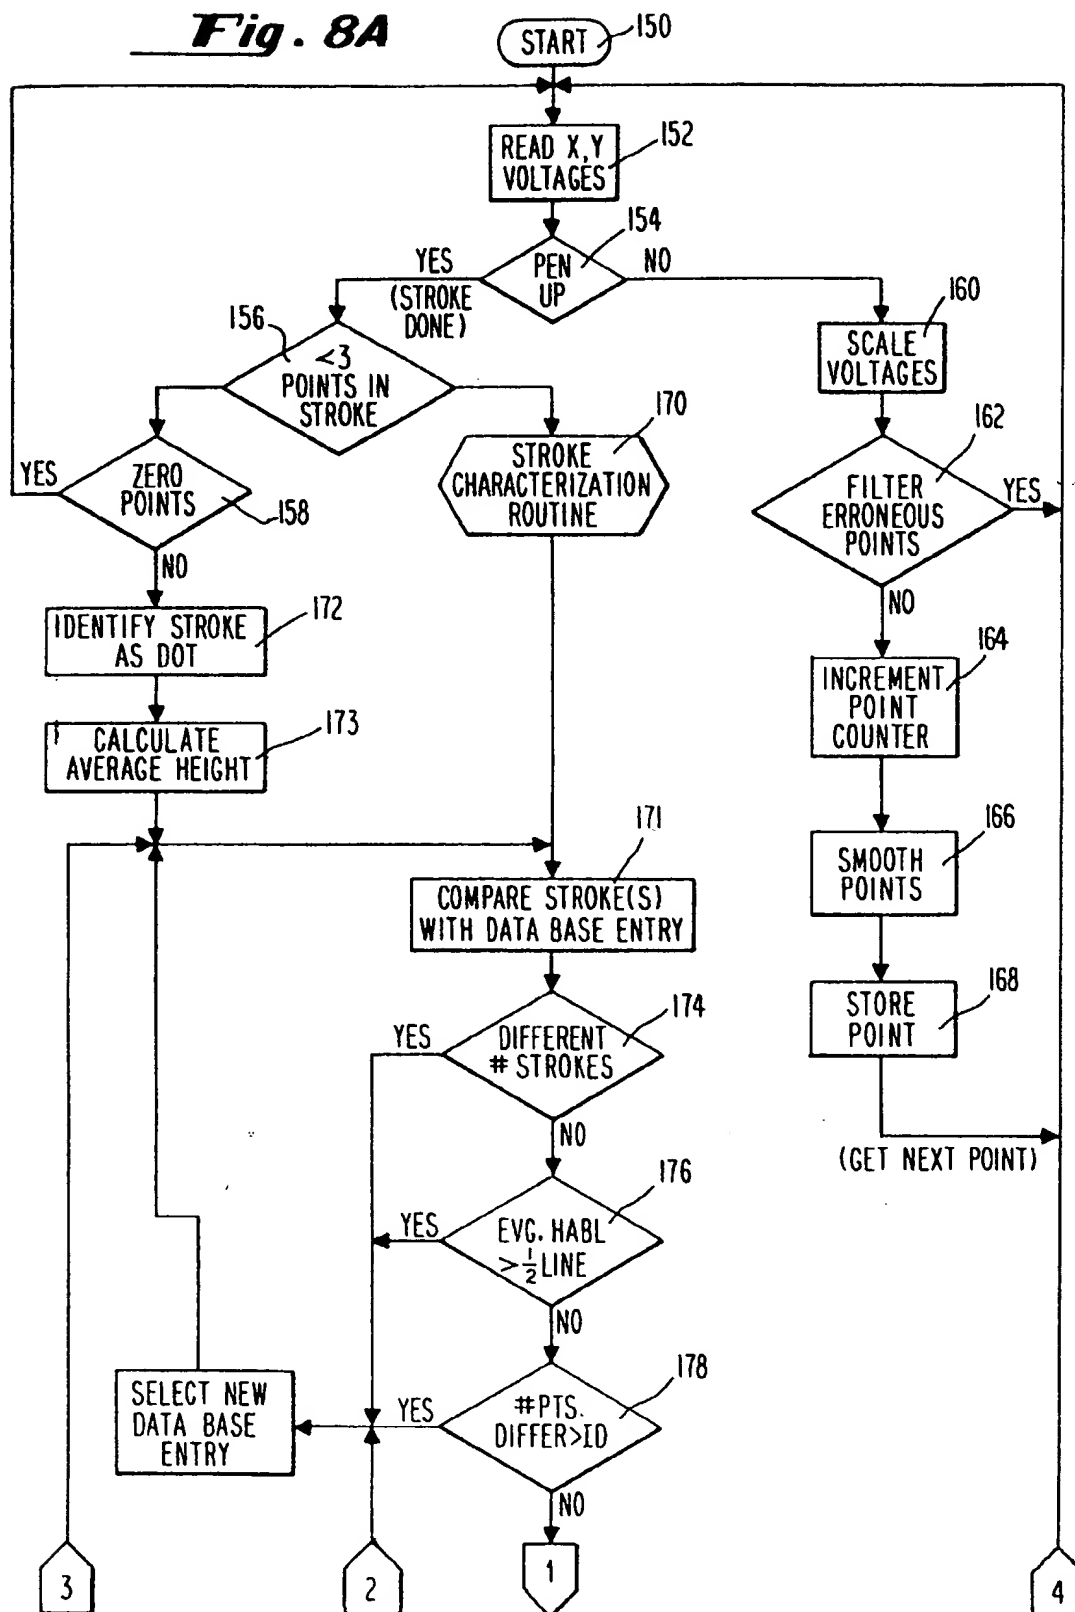 Fig. 8A
START
150
READ X,Y
VOLTAGES
152
154
PEN
UP
YES
(STROKE
DONE)
NO
156
<3
POINTS IN
STROKE
160
SCALE
VOLTAGES
170
STROKE
CHARACTERIZATION
ROUTINE
162
FILTER
ERRONEOUS
POINTS
YES
NO
YES
ZERO
POINTS
158
NO
172
IDENTIFY STROKE
AS DOT
173
CALCULATE
AVERAGE HEIGHT
164
INCREMENT
POINT
COUNTER
166
SMOOTH
POINTS
168
STORE
POINT
(GET NEXT POINT)
171
COMPARE STROKE(S)
WITH DATA BASE ENTRY
174
YES
DIFFERENT
# STROKES
NO
176
YES
EVG. HABL
>½ LINE
NO
178
YES
#PTS.
DIFFER>ID
NO
SELECT NEW
DATA BASE
ENTRY
3
2
1
4